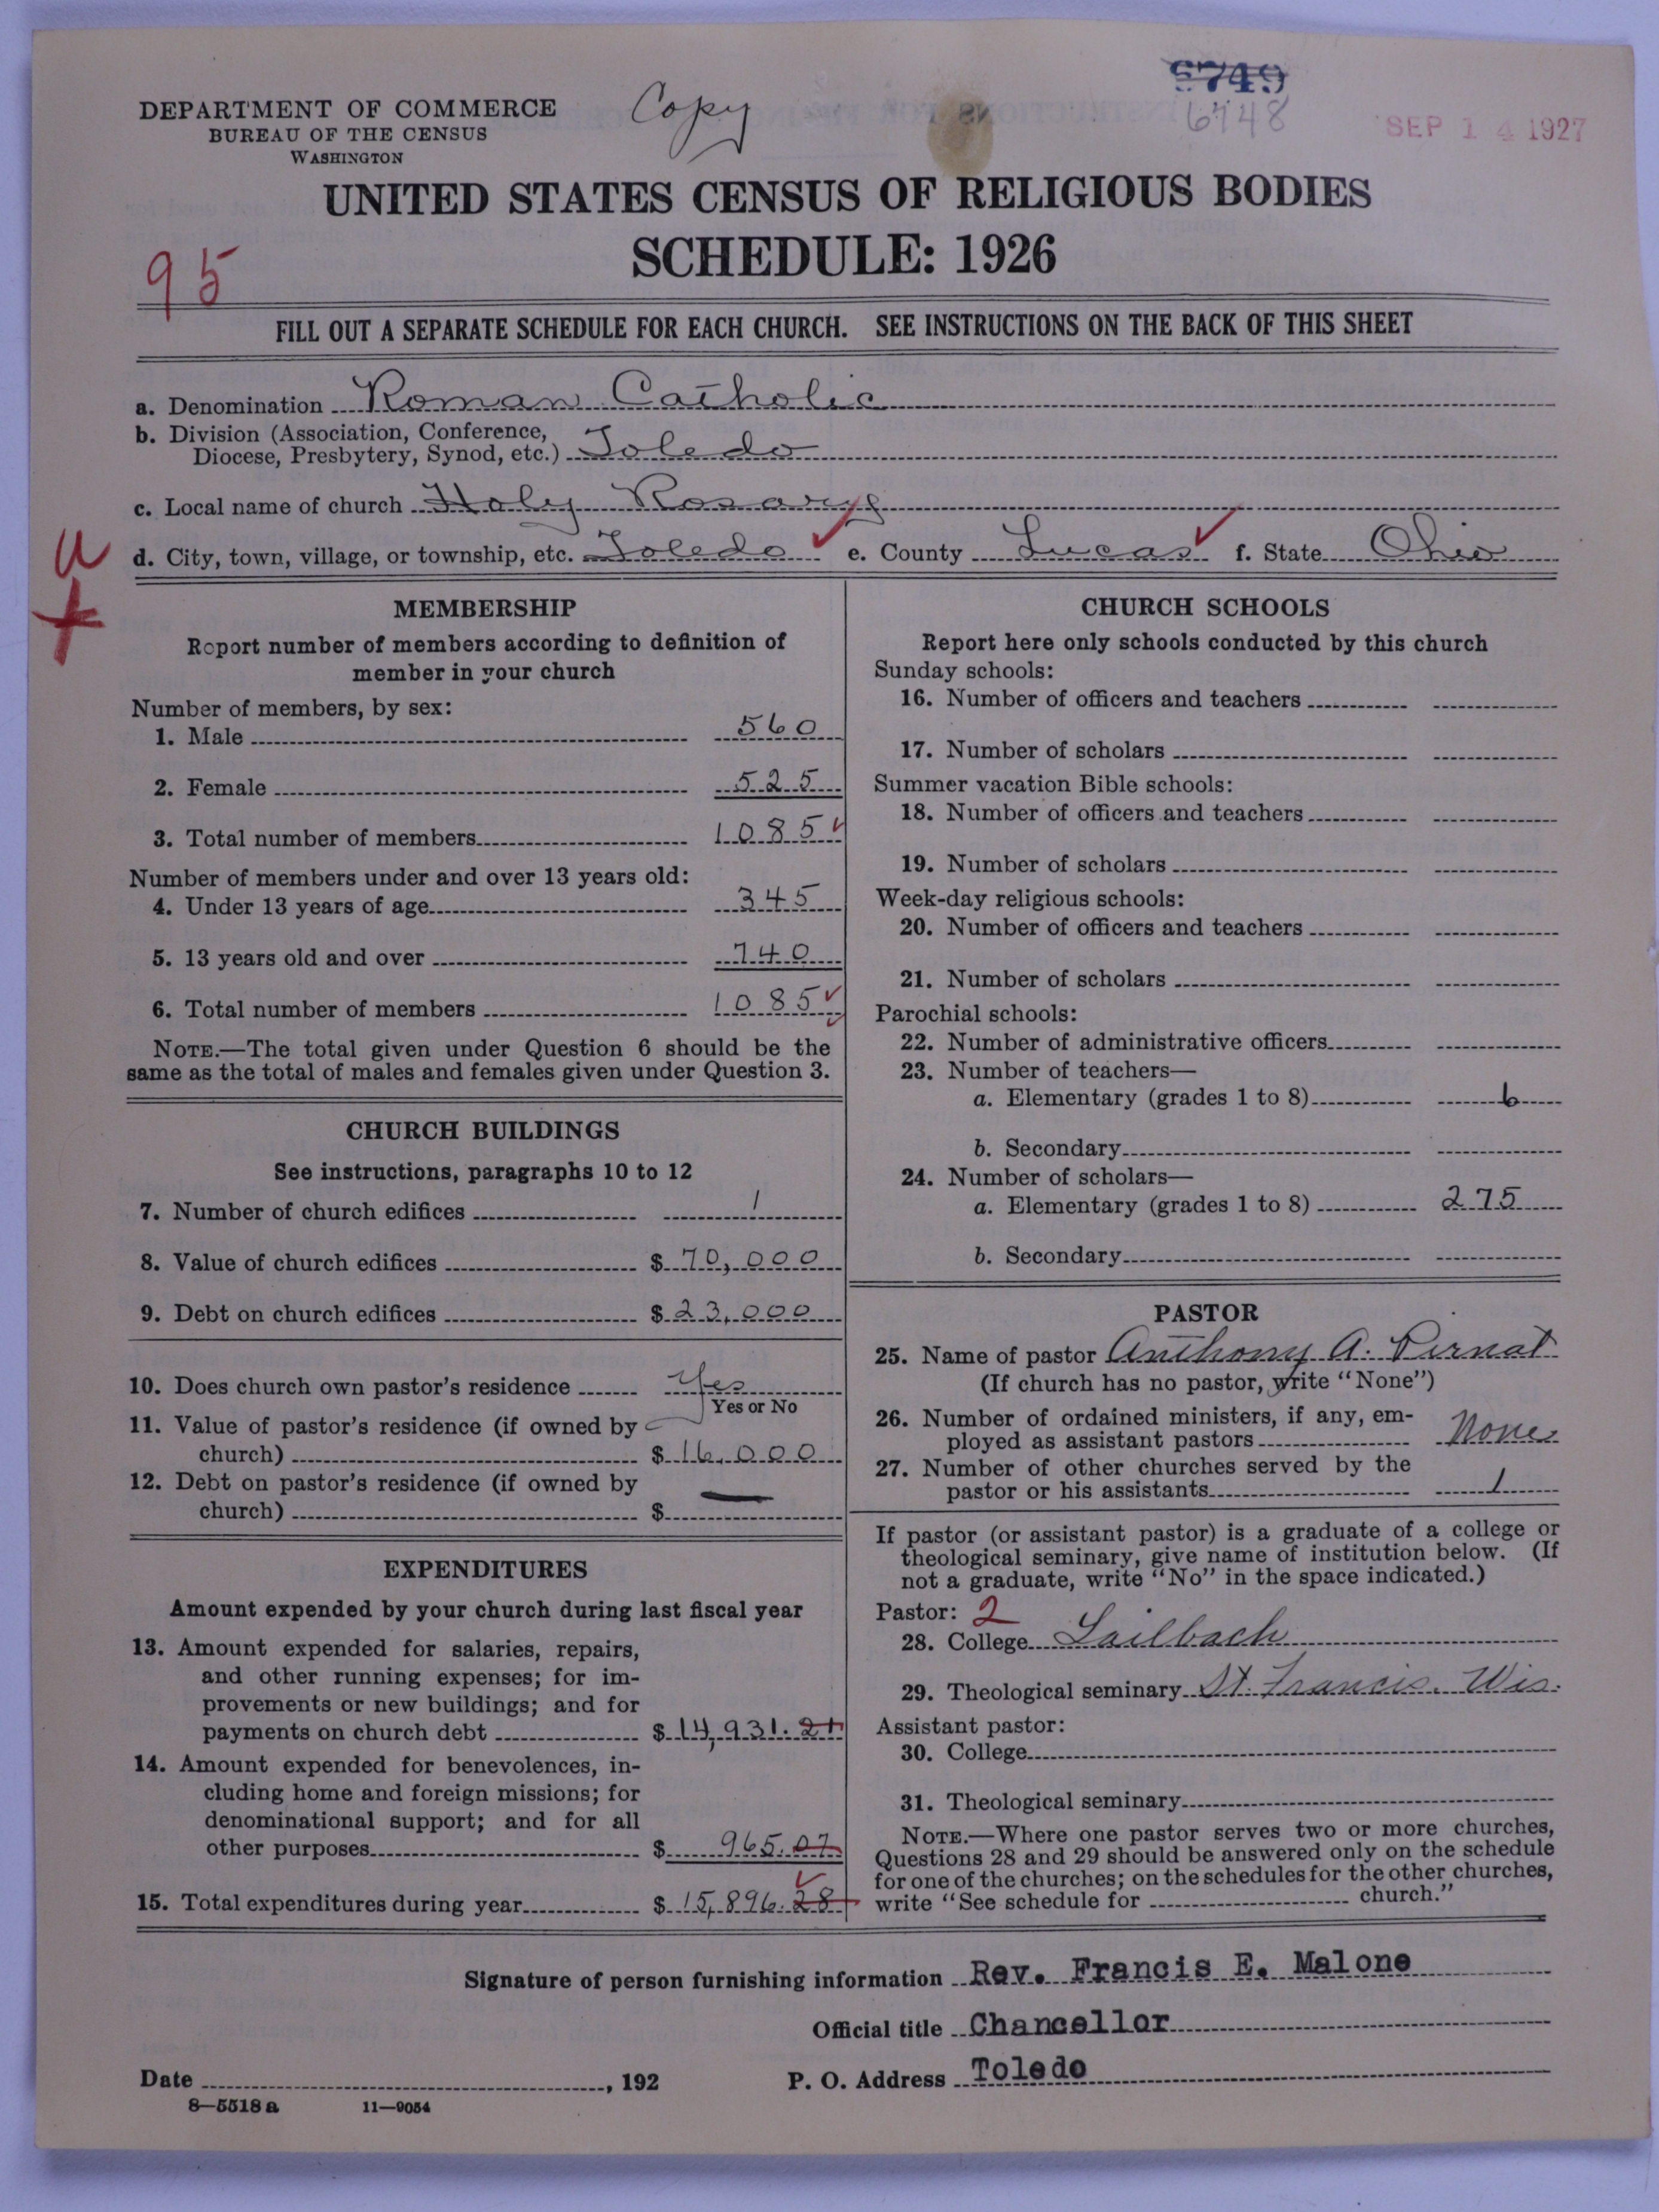 DEPARTMENT OF COMMERCE
BUREAU OF THE CENSUS
WASHINGTON
Copy
5749
6748
SEP 14 1927
UNITED STATES CENSUS OF RELIGIOUS BODIES
SCHEDULE: 1926
95
FILL OUT A SEPARATE SCHEDULE FOR EACH CHURCH. SEE INSTRUCTIONS ON THE BACK OF THIS SHEET
a. Denomination Roman Catholic
b. Division (Association, Conference,
Diocese, Presbytery, Synod, etc.) Toledo
c. Local name of church Holy Rosary
d. City, town, village, or township, etc. Toledo e. County Lucas f. State Ohio
MEMBERSHIP
Report number of members according to definition of
member in your church
Number of members, by sex:
1. Male 560
2. Female 525
3. Total number of members 1085
Number of members under and over 13 years old:
4. Under 13 years of age 345
5. 13 years old and over 740
6. Total number of members 1085
NOTE.—The total given under Question 6 should be the
same as the total of males and females given under Question 3.
CHURCH BUILDINGS
See instructions, paragraphs 10 to 12
7. Number of church edifices 1
8. Value of church edifices $ 70,000
9. Debt on church edifices $ 23,000
10. Does church own pastor's residence Yes
Yes or No
11. Value of pastor's residence (if owned by
church) $ 16,000
12. Debt on pastor's residence (if owned by
church) $ —
EXPENDITURES
Amount expended by your church during last fiscal year
13. Amount expended for salaries, repairs,
and other running expenses; for im-
provements or new buildings; and for
payments on church debt $ 14,931.21
14. Amount expended for benevolences, in-
cluding home and foreign missions; for
denominational support; and for all
other purposes $ 965.07
15. Total expenditures during year $ 15,896.28
CHURCH SCHOOLS
Report here only schools conducted by this church
Sunday schools:
16. Number of officers and teachers
17. Number of scholars
Summer vacation Bible schools:
18. Number of officers and teachers
19. Number of scholars
Week-day religious schools:
20. Number of officers and teachers
21. Number of scholars
Parochial schools:
22. Number of administrative officers
23. Number of teachers—
a. Elementary (grades 1 to 8) 6
b. Secondary
24. Number of scholars—
a. Elementary (grades 1 to 8) 275
b. Secondary
PASTOR
25. Name of pastor Anthony A. Pirnat
(If church has no pastor, write "None")
26. Number of ordained ministers, if any, em-
ployed as assistant pastors None
27. Number of other churches served by the
pastor or his assistants 1
If pastor (or assistant pastor) is a graduate of a college or
theological seminary, give name of institution below. (If
not a graduate, write "No" in the space indicated.)
Pastor: 2
28. College Lailbach
29. Theological seminary St. Francis, Wis.
Assistant pastor:
30. College
31. Theological seminary
NOTE.—Where one pastor serves two or more churches,
Questions 28 and 29 should be answered only on the schedule
for one of the churches; on the schedules for the other churches,
write "See schedule for church."
Signature of person furnishing information Rev. Francis E. Malone
Official title Chancellor
Date , 192 P. O. Address Toledo
8—5518 a 11—9054